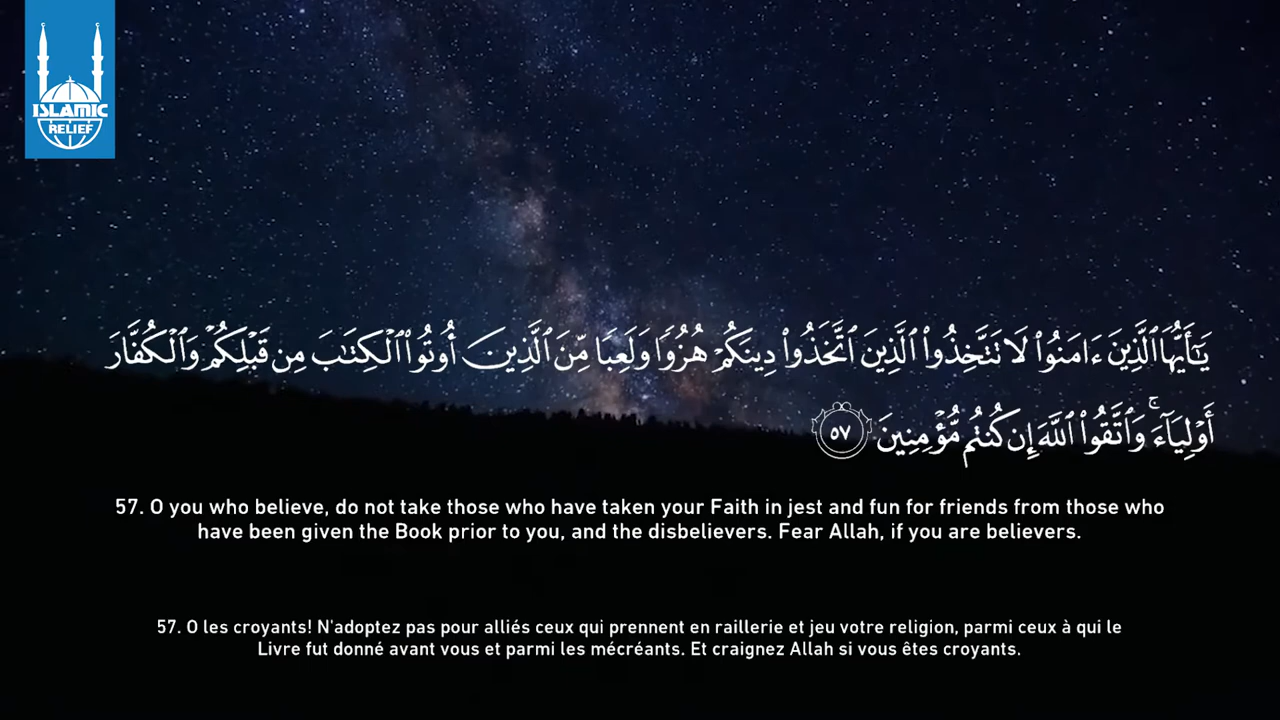 ISLAMIC
RELIEF
يَٰٓأَيُّهَا ٱلَّذِينَ ءَامَنُوا۟ لَا تَتَّخِذُوا۟ ٱلَّذِينَ ٱتَّخَذُوا۟ دِينَكُمْ هُزُوًا وَلَعِبًا مِّنَ ٱلَّذِينَ أُوتُوا۟ ٱلْكِتَٰبَ مِن قَبْلِكُمْ وَٱلْكُفَّارَ
أَوْلِيَآءَ ۚ وَٱتَّقُوا۟ ٱللَّهَ إِن كُنتُم مُّؤْمِنِينَ ٥٧
57. O you who believe, do not take those who have taken your Faith in jest and fun for friends from those who
have been given the Book prior to you, and the disbelievers. Fear Allah, if you are believers.
57. O les croyants! N'adoptez pas pour alliés ceux qui prennent en raillerie et jeu votre religion, parmi ceux à qui le
Livre fut donné avant vous et parmi les mécréants. Et craignez Allah si vous êtes croyants.